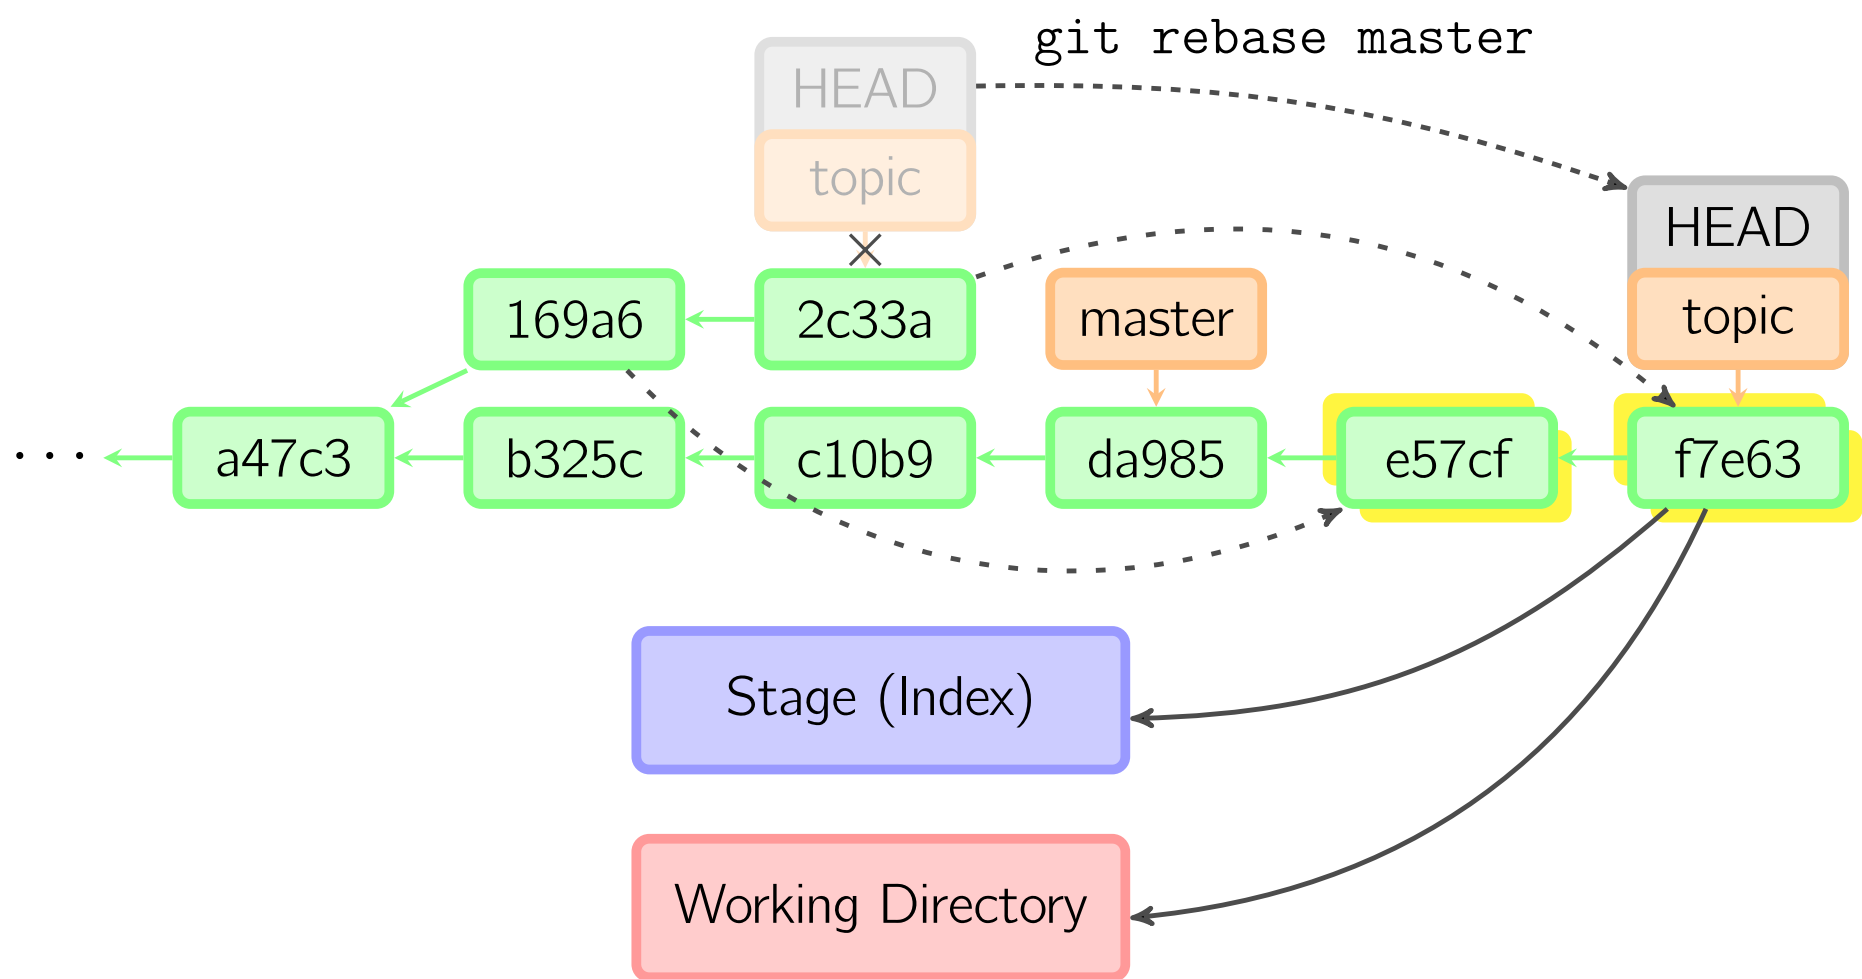 git rebase master
HEAD
topic
HEAD
topic
169a6
2c33a
master
...
a47c3
b325c
c10b9
da985
e57cf
f7e63
Stage (Index)
Working Directory